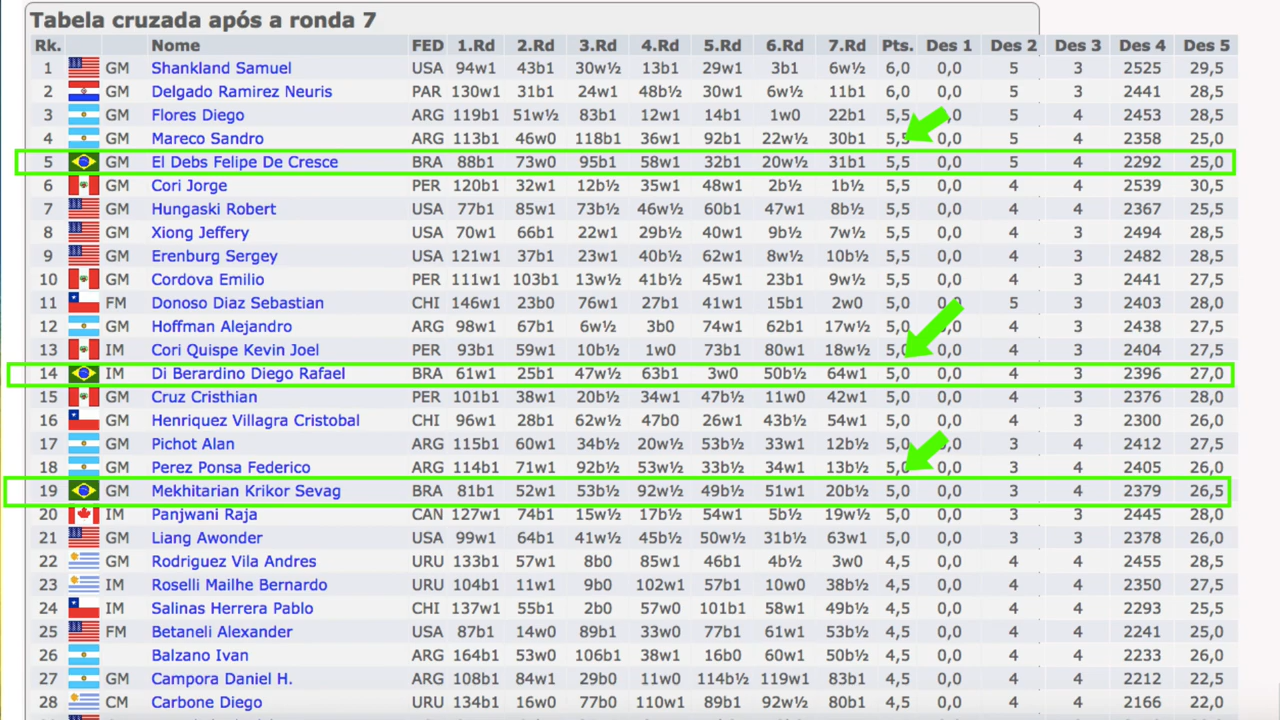 Tabela cruzada após a ronda 7
Rk. Nome FED 1.Rd 2.Rd 3.Rd 4.Rd 5.Rd 6.Rd 7.Rd Pts. Des 1 Des 2 Des 3 Des 4 Des 5
1 GM Shankland Samuel USA 94w1 43b1 30w½ 13b1 29w1 3b1 6w½ 6,0 0,0 5 3 2525 29,5
2 GM Delgado Ramirez Neuris PAR 130w1 31b1 24w1 48b½ 30w1 6w½ 11b1 6,0 0,0 5 3 2441 28,5
3 GM Flores Diego ARG 119b1 51w½ 83b1 12w1 14b1 1w0 22b1 5,5 0,0 5 3 2453 28,5
4 GM Mareco Sandro ARG 113b1 46w0 118b1 36w1 92b1 22w½ 30b1 5,5 0,0 5 4 2358 25,0
5 GM El Debs Felipe De Cresce BRA 88b1 73w0 95b1 58w1 32b1 20w½ 31b1 5,5 0,0 5 4 2292 25,0
6 GM Cori Jorge PER 120b1 32w1 12b½ 35w1 48w1 2b½ 1b½ 5,5 0,0 4 4 2539 30,5
7 GM Hungaski Robert USA 77b1 85w1 73b½ 46w½ 60b1 47w1 8b½ 5,5 0,0 4 4 2367 25,5
8 GM Xiong Jeffery USA 70w1 66b1 22w1 29b½ 40w1 9b½ 7w½ 5,5 0,0 4 3 2494 28,5
9 GM Erenburg Sergey USA 121w1 37b1 23w1 40b½ 62w1 8w½ 10b½ 5,5 0,0 4 3 2482 28,5
10 GM Cordova Emilio PER 111w1 103b1 13w½ 41b½ 45w1 23b1 9w½ 5,5 0,0 4 3 2441 27,5
11 FM Donoso Diaz Sebastian CHI 146w1 23b0 76w1 27b1 41w1 15b1 2w0 5,0 0,0 5 3 2403 28,0
12 GM Hoffman Alejandro ARG 98w1 67b1 6w½ 3b0 74w1 62b1 17w½ 5,0 0,0 4 3 2438 27,5
13 IM Cori Quispe Kevin Joel PER 93b1 59w1 10b½ 1w0 73b1 80w1 18w½ 5,0 0,0 4 3 2404 27,5
14 IM Di Berardino Diego Rafael BRA 61w1 25b1 47w½ 63b1 3w0 50b½ 64w1 5,0 0,0 4 3 2396 27,0
15 GM Cruz Cristhian PER 101b1 38w1 20b½ 34w1 47b½ 11w0 42w1 5,0 0,0 4 3 2376 28,0
16 GM Henriquez Villagra Cristobal CHI 96w1 28b1 62w½ 47b0 26w1 43b½ 54w1 5,0 0,0 4 3 2300 26,0
17 GM Pichot Alan ARG 115b1 60w1 34b½ 20w½ 53b½ 33w1 12b½ 5,0 0,0 3 4 2412 27,5
18 GM Perez Ponsa Federico ARG 114b1 71w1 92b½ 53w½ 33b½ 34w1 13b½ 5,0 0,0 3 4 2405 26,0
19 GM Mekhitarian Krikor Sevag BRA 81b1 52w1 53b½ 92w½ 49b½ 51w1 20b½ 5,0 0,0 3 4 2379 26,5
20 IM Panjwani Raja CAN 127w1 74b1 15w½ 17b½ 54w1 5b½ 19w½ 5,0 0,0 3 3 2445 28,0
21 GM Liang Awonder USA 99w1 64b1 41w½ 45b½ 50w½ 31b½ 63w1 5,0 0,0 3 3 2378 26,0
22 GM Rodriguez Vila Andres URU 133b1 57w1 8b0 85w1 46b1 4b½ 3w0 4,5 0,0 4 4 2455 28,5
23 IM Roselli Mailhe Bernardo URU 104b1 11w1 9b0 102w1 57b1 10w0 38b½ 4,5 0,0 4 4 2350 27,5
24 IM Salinas Herrera Pablo CHI 137w1 55b1 2b0 57w0 101b1 58w1 49b½ 4,5 0,0 4 4 2293 25,5
25 FM Betaneli Alexander USA 87b1 14w0 89b1 33w0 77b1 61w1 53b½ 4,5 0,0 4 4 2241 25,0
26 Balzano Ivan ARG 164b1 53w0 106b1 38w1 16b0 60w1 50b½ 4,5 0,0 4 4 2233 26,0
27 GM Campora Daniel H. ARG 108b1 84w1 29b0 11w0 114b½ 119w1 83b1 4,5 0,0 4 4 2212 22,5
28 CM Carbone Diego URU 134b1 16w0 77b0 110w1 89b1 92w½ 80b1 4,5 0,0 4 4 2166 22,0